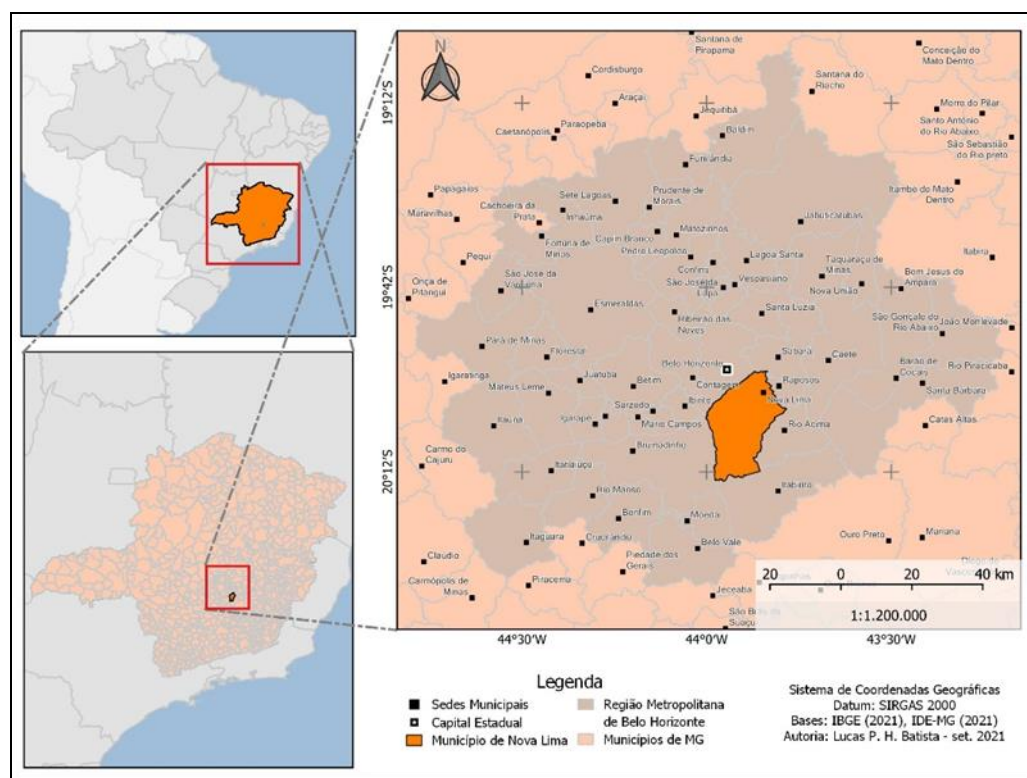 N
Santana de
Pirapama
Conceição do
Mato Dentro
Cordisburgo
Santana do
Riacho
Araçaí
Jequitibá
Morro do Pilar
Santo Antônio
do Rio Abaixo
Paraopeba
Caetanópolis
Baldim
São Sebastião
do Rio preto
Funilândia
Itambé do Mato
Dentro
Papagaios
Sete Lagoas
Prudente de
Morais
Maravilhas
Cachoeira da
Prata
Inhaúma
Jaboticatubas
Capim Branco
Matozinhos
Fortuna de
Minas
Pedro Leopoldo
Itabira
Pequi
Confins
Lagoa Santa
Taquaraçu de
Minas
Bom Jesus do
Amparo
Onça de
Pitangui
São José da
Varginha
São José da
Lapa
Vespasiano
Nova União
Esmeraldas
Ribeirão das
Neves
Santa Luzia
São Gonçalo do
Rio Abaixo
João Monlevade
Pará de Minas
Florestal
Sabará
Caeté
Belo Horizonte
Barão de
Cocais
Rio Piracicaba
Igaratinga
Juatuba
Betim
Contagem
Raposos
Santa Bárbara
Mateus Leme
Nova Lima
Sarzedo
Ibirité
Itaúna
Igarapé
Mario Campos
Rio Acima
Catas Altas
Brumadinho
Carmo do
Cajuru
Itatiaiuçu
Rio Manso
Itabirito
Bonfim
Moeda
Ouro Preto
Mariana
Itaguara
Crucilândia
Belo Vale
Cláudio
Piedade dos
Gerais
Carmópolis de
Minas
Piracema
Jeceaba
São Brás do
Suaçuí
19°12'S
19°42'S
20°12'S
20 0 20 40 km
1:1.200.000
44°30'W 44°0'W 43°30'W
Legenda
Sedes Municipais
Capital Estadual
Município de Nova Lima
Região Metropolitana
de Belo Horizonte
Municípios de MG
Sistema de Coordenadas Geográficas
Datum: SIRGAS 2000
Bases: IBGE (2021), IDE-MG (2021)
Autoria: Lucas P. H. Batista - set. 2021